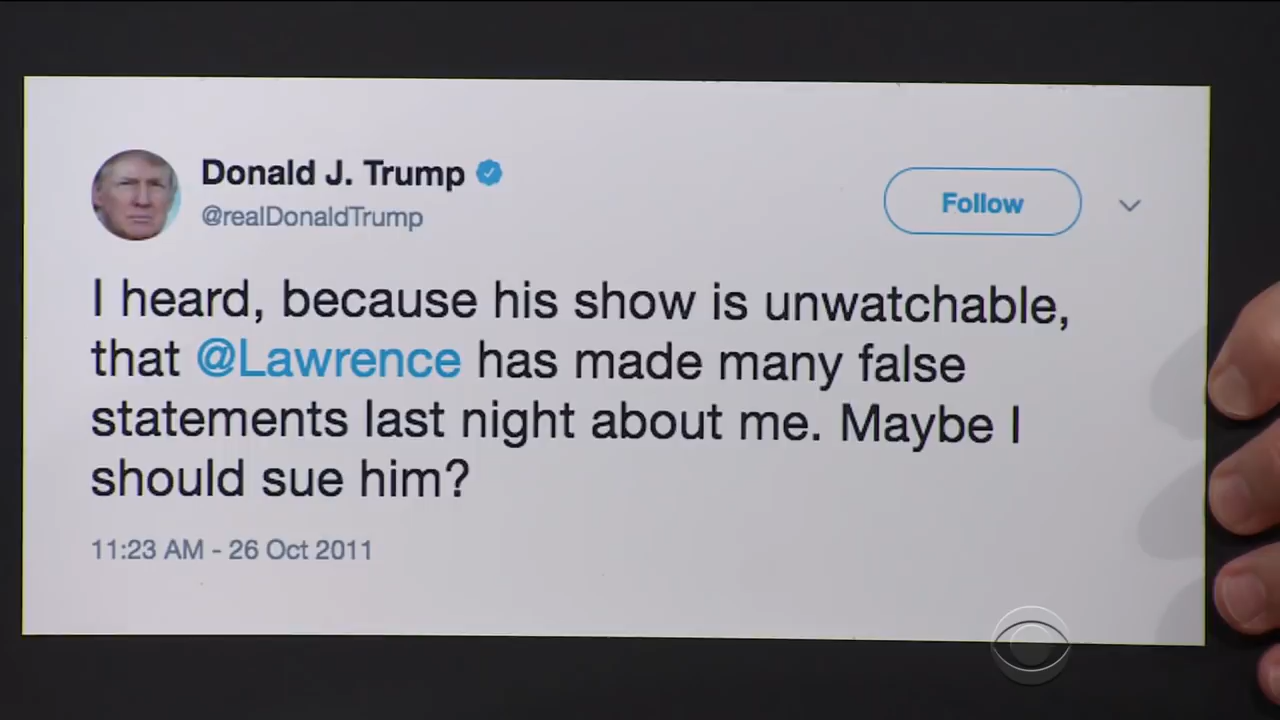 Donald J. Trump
@realDonaldTrump
Follow
I heard, because his show is unwatchable,
that @Lawrence has made many false
statements last night about me. Maybe I
should sue him?
11:23 AM - 26 Oct 2011